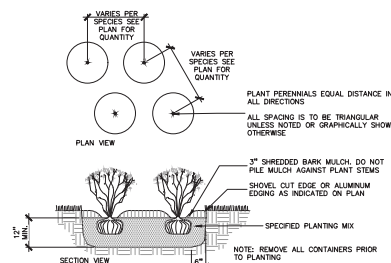 VARIES PER
SPECIES SEE
PLAN FOR
QUANTITY
VARIES PER
SPECIES SEE
PLAN FOR
QUANTITY
PLANT PERENNIALS EQUAL DISTANCE IN
ALL DIRECTIONS
ALL SPACING IS TO BE TRIANGULAR
UNLESS NOTED OR GRAPHICALLY SHOW
OTHERWISE
PLAN VIEW
3" SHREDDED BARK MULCH. DO NOT
PILE MULCH AGAINST PLANT STEMS
SHOVEL CUT EDGE OR ALUMINUM
EDGING AS INDICATED ON PLAN
12"
MIN.
SPECIFIED PLANTING MIX
NOTE: REMOVE ALL CONTAINERS PRIOR
TO PLANTING
SECTION VIEW
6"